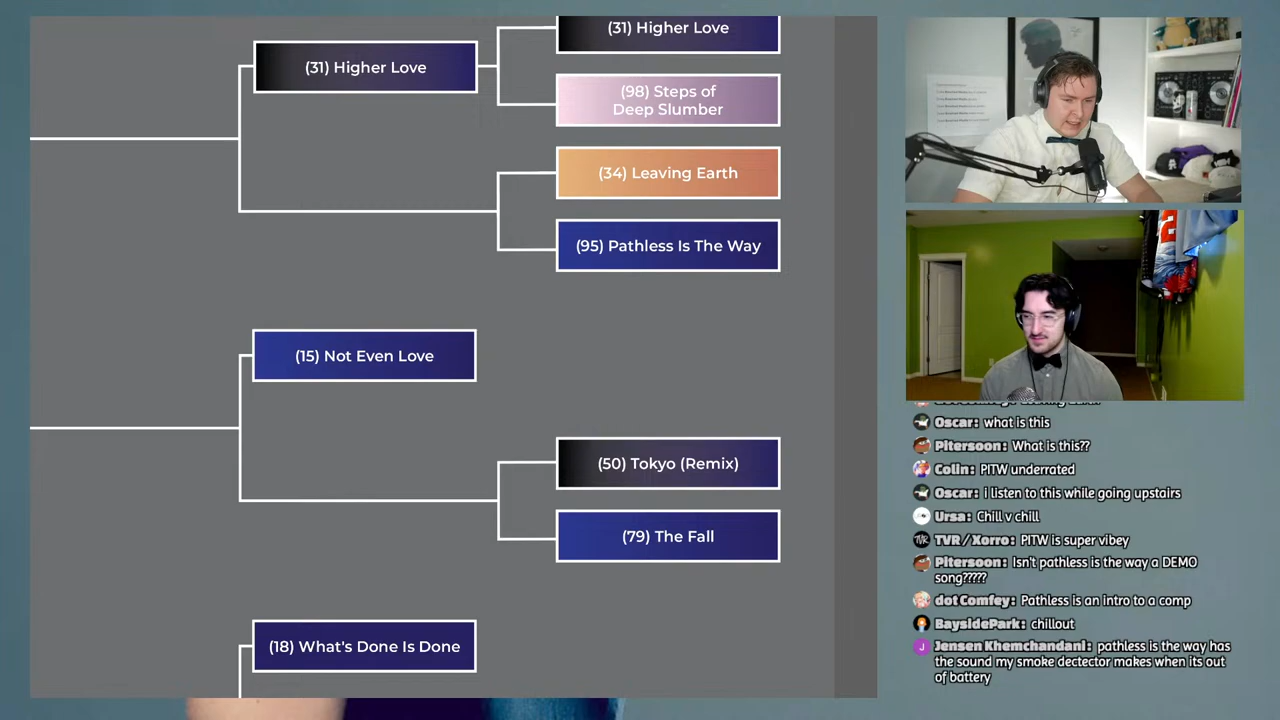 (31) Higher Love
(31) Higher Love
(98) Steps of
Deep Slumber
(34) Leaving Earth
(95) Pathless Is The Way
(15) Not Even Love
(50) Tokyo (Remix)
(79) The Fall
(18) What's Done Is Done
Oscar: what is this
Pitersoon: What is this??
Colin: PITW underrated
Oscar: i listen to this while going upstairs
Ursa: Chill v chill
TVR / Xorro: PITW is super vibey
Pitersoon: Isn't pathless is the way a DEMO
song?????
dot Comfey: Pathless is an intro to a comp
BaysidePark: chillout
J
Jensen Khemchandani: pathless is the way has
the sound my smoke dectector makes when its out
of battery